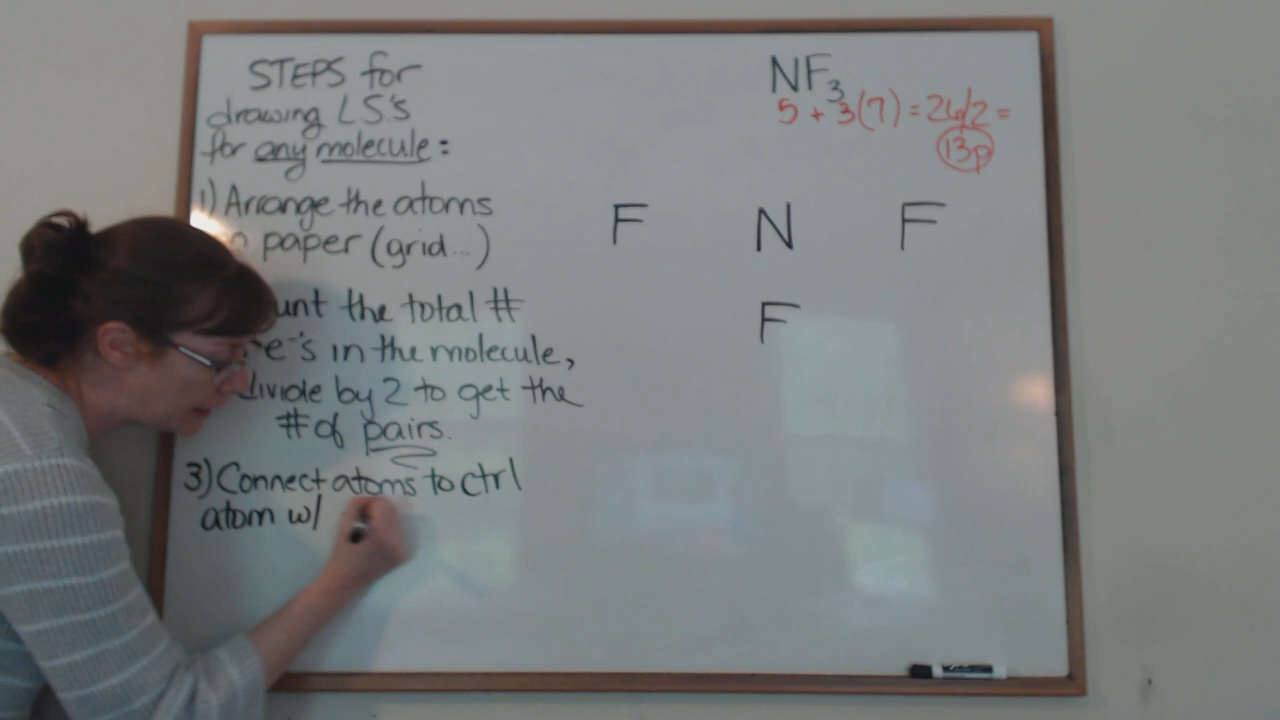 STEPS for
drawing LS.'s
for any molecule:
1) Arrange the atoms
paper (grid...)
the total #
e⁻'s in the molecule,
divide by 2 to get the
# of pairs.
3) Connect atoms to ctrl
atom w/
NF₃
5 + 3(7) = 26/2 =
13p
F N F
F